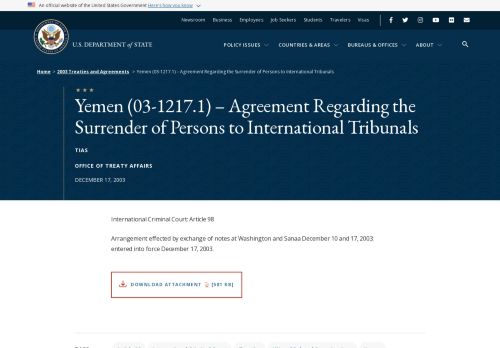 An official website of the United States Government Here's how you know
Newsroom Business Employees Job Seekers Students Travelers Visas
U.S. DEPARTMENT of STATE
POLICY ISSUES COUNTRIES & AREAS BUREAUS & OFFICES ABOUT
Home > 2003 Treaties and Agreements > Yemen (03-1217.1) – Agreement Regarding the Surrender of Persons to International Tribunals
Yemen (03-1217.1) – Agreement Regarding the
Surrender of Persons to International Tribunals
TIAS
OFFICE OF TREATY AFFAIRS
DECEMBER 17, 2003
International Criminal Court: Article 98
Arrangement effected by exchange of notes at Washington and Sanaa December 10 and 17, 2003;
entered into force December 17, 2003.
DOWNLOAD ATTACHMENT [581 KB]